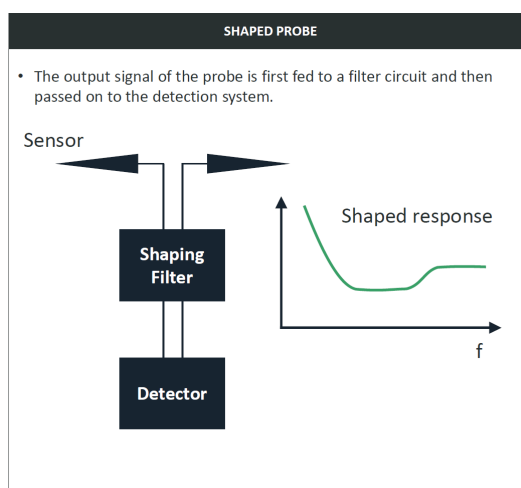 SHAPED PROBE
• The output signal of the probe is first fed to a filter circuit and then
passed on to the detection system.
Sensor
Shaped response
Shaping
Filter
f
Detector